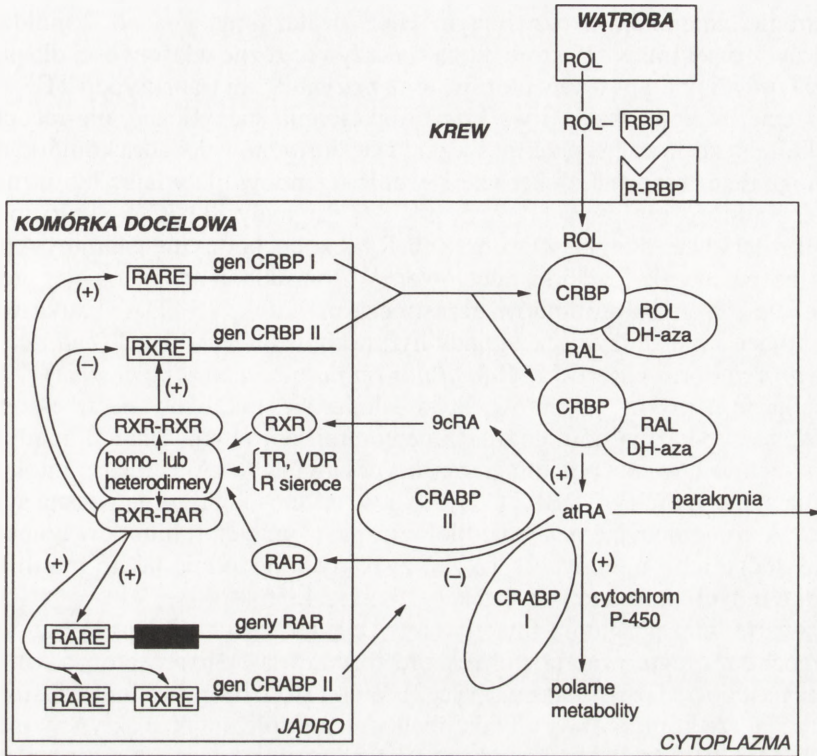 WĄTROBA
ROL
KREW
ROL–
RBP
R-RBP
KOMÓRKA DOCELOWA
ROL
RARE
gen CRBP I
(+)
CRBP
ROL
DH-aza
gen CRBP II
(–)
RXRE
RAL
(+)
CRBP
RXR-RXR
RXR
9cRA
RAL
DH-aza
homo- lub
heterodimery
TR, VDR
R sieroce
(+)
CRABP
II
atRA
parakrynia
RXR-RAR
RAR
(+)
(+)
(–)
(+)
CRABP
I
cytochrom
P-450
RARE
geny RAR
RARE
RXRE
gen CRABP II
polarne
metabolity
JĄDRO
CYTOPLAZMA